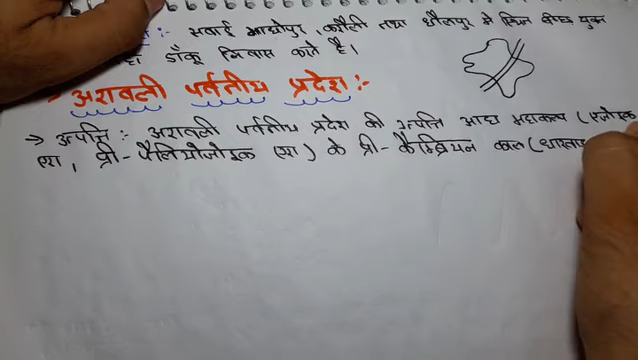 :- सवाई माधोपुर, करौली तथा धौलपुर में स्थित बीहड़ युक्त
डाँकू निवास करते है।
→ अरावली पर्वतीय प्रदेश :-
→ उत्पत्ति :- अरावली पर्वतीय प्रदेश की उत्पत्ति आद्य महाकल्प (एजोइक
एरा, प्री-पैलियोजोइक एरा) के प्री-कैम्ब्रियन काल (धारवाड़